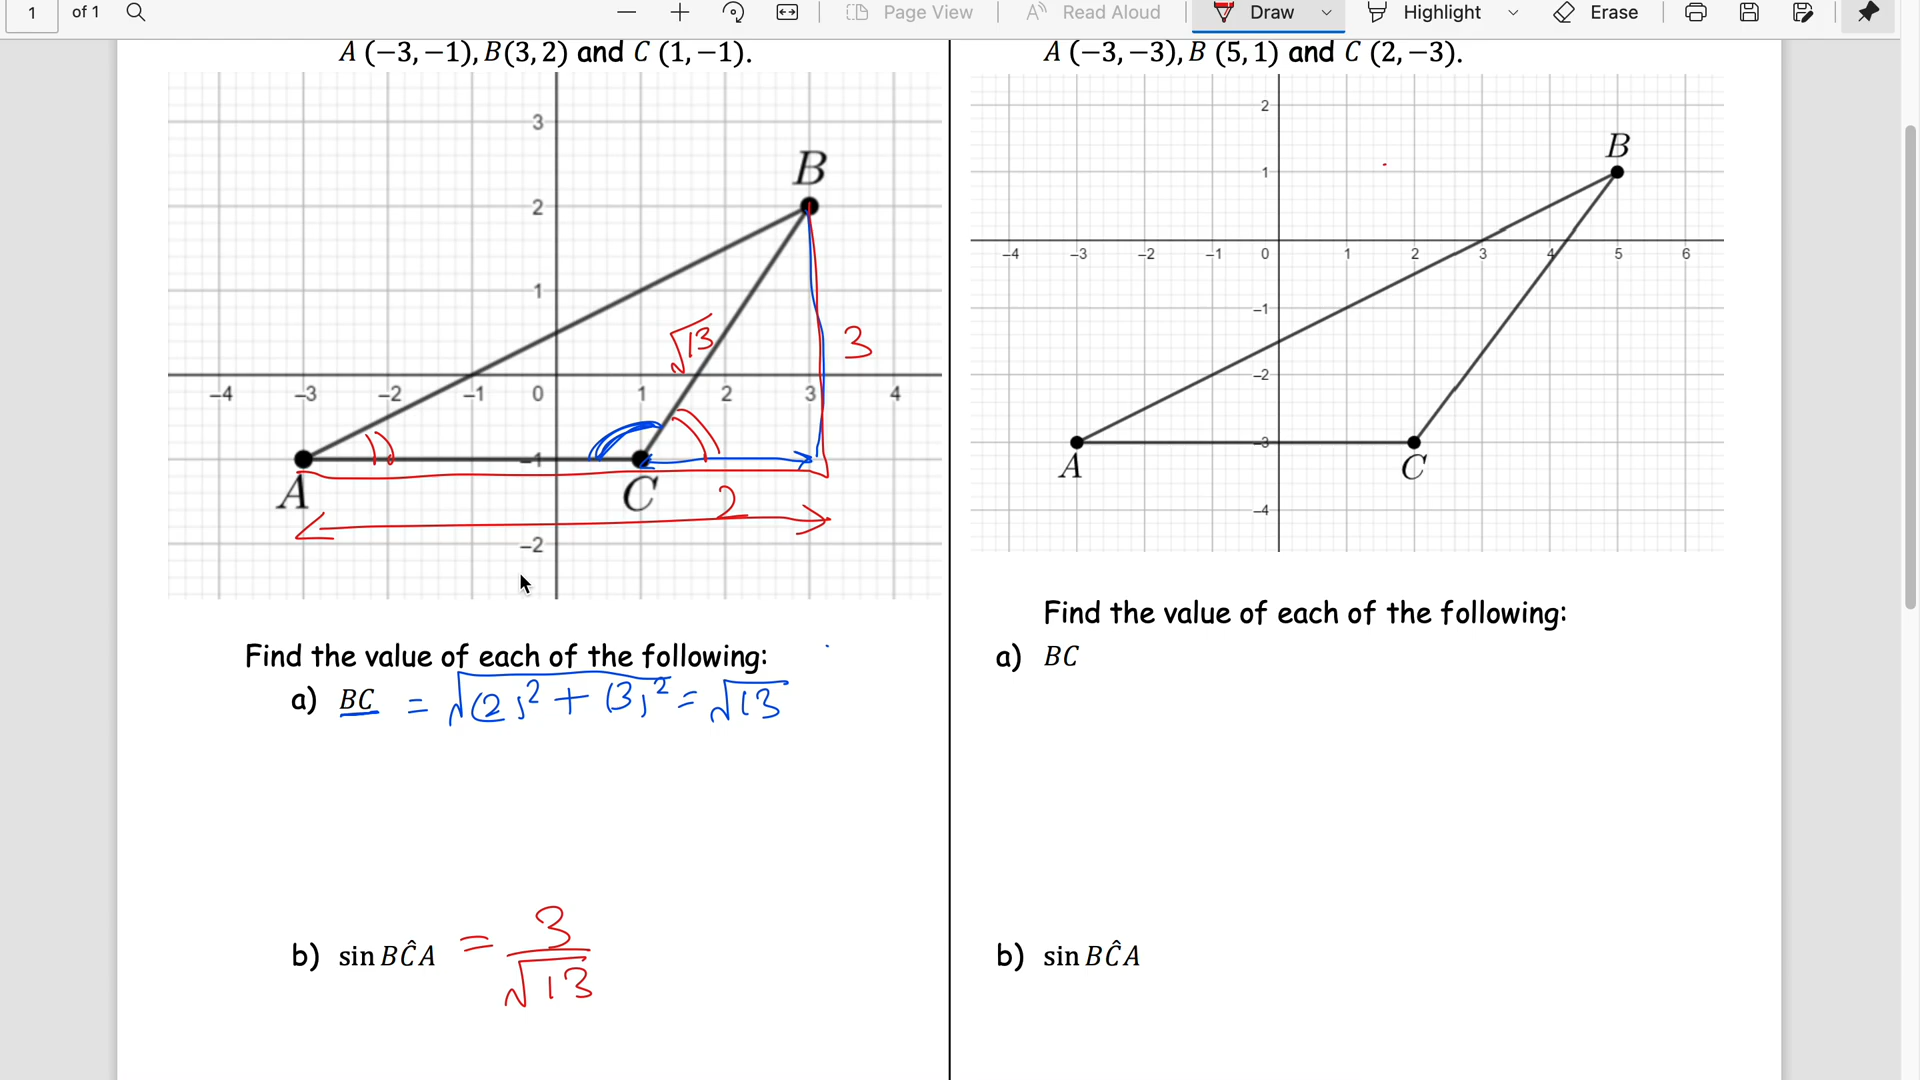 1 of 1 Page View Read Aloud Draw Highlight Erase
A (−3, −1), B(3, 2) and C (1, −1).
3
B
2
1
√13
3
−4 −3 −2 −1 0 1 2 3 4
−1
A C
2
−2
Find the value of each of the following:
a) BC = √(2)² + (3)² = √13
b) sin BĈA = 3/√13
A (−3, −3), B (5, 1) and C (2, −3).
2
B
1
−4 −3 −2 −1 0 1 2 3 4 5 6
−1
−2
−3
A C
−4
Find the value of each of the following:
a) BC
b) sin BĈA